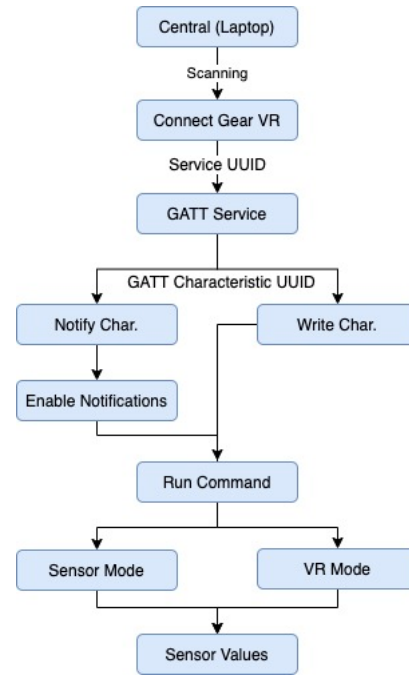 Central (Laptop)
Scanning
Connect Gear VR
Service UUID
GATT Service
GATT Characteristic UUID
Notify Char.
Write Char.
Enable Notifications
Run Command
Sensor Mode
VR Mode
Sensor Values